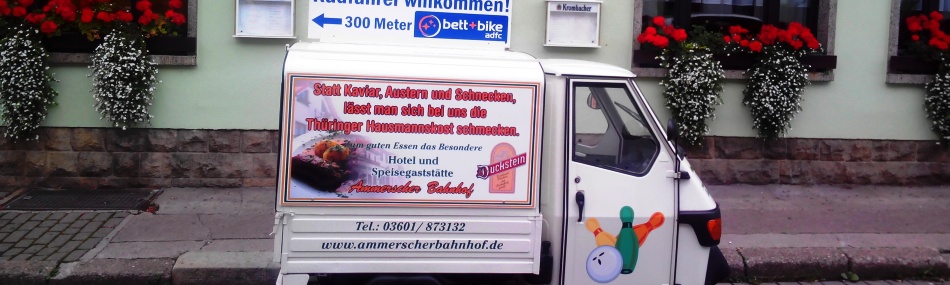 Radfahrer willkommen!
300 Meter bett+bike
adfc
Krombacher
Statt Kaviar, Austern und Schnecken,
lässt man sich bei uns die
Thüringer Hausmannskost schmecken.
zum guten Essen das Besondere
Hotel und
Speisegaststätte
Ammerscher Bahnhof
Duckstein
Tel.: 03601/ 873132
www.ammerscherbahnhof.de